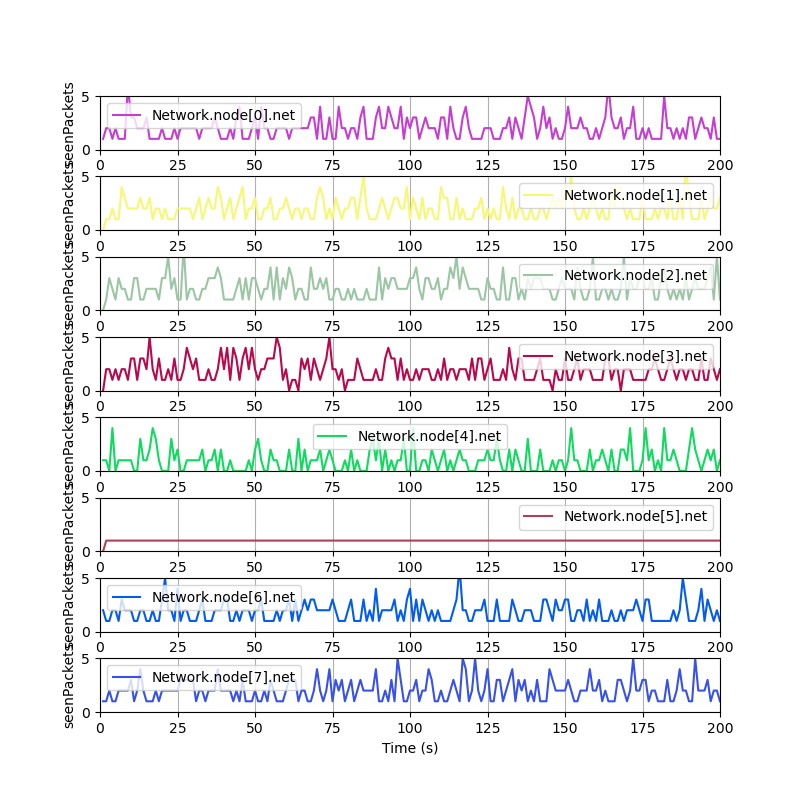 seenPackets
5
0
Network.node[0].net
0 25 50 75 100 125 150 175 200
seenPackets
5
0
Network.node[1].net
0 25 50 75 100 125 150 175 200
seenPackets
5
0
Network.node[2].net
0 25 50 75 100 125 150 175 200
seenPackets
5
0
Network.node[3].net
0 25 50 75 100 125 150 175 200
seenPackets
5
0
Network.node[4].net
0 25 50 75 100 125 150 175 200
seenPackets
5
0
Network.node[5].net
0 25 50 75 100 125 150 175 200
seenPackets
5
0
Network.node[6].net
0 25 50 75 100 125 150 175 200
seenPackets
5
0
Network.node[7].net
0 25 50 75 100 125 150 175 200
Time (s)